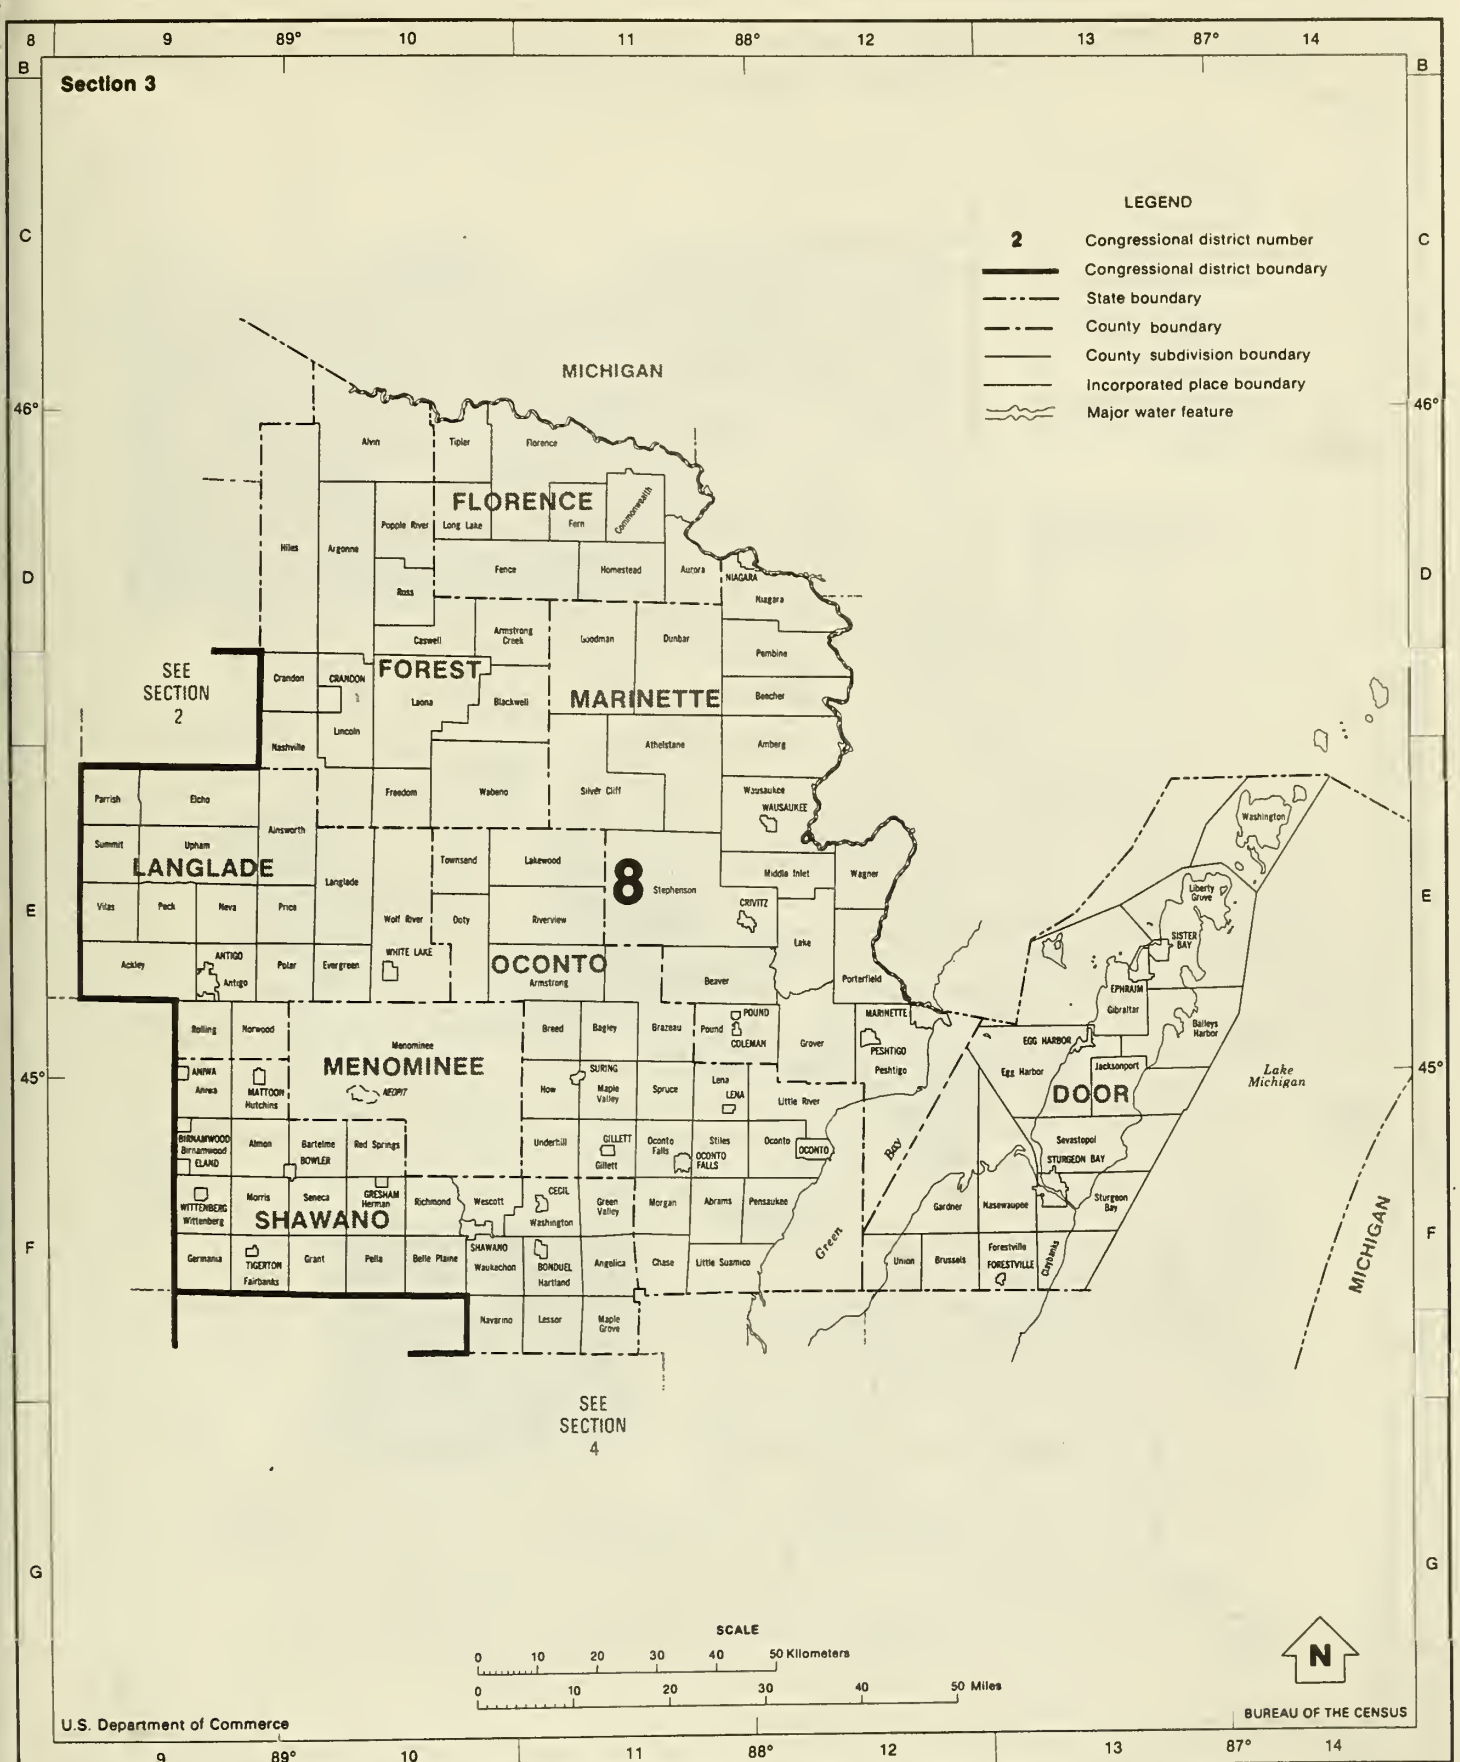 8 9 89° 10 11 88° 12 13 87° 14
B B
Section 3
LEGEND
2 Congressional district number
Congressional district boundary
State boundary
County boundary
County subdivision boundary
Incorporated place boundary
Major water feature
C C
MICHIGAN
46° 46°
Alvin Tipler Florence
FLORENCE
Popple River Long Lake Fern Commonwealth
Hiles Argonne
D D
Fence Homestead Aurora
NIAGARA
Ross Niagara
Caswell Armstrong Creek Goodman Dunbar
Pembine
SEE
SECTION
2
Crandon CRANDON FOREST
Laona Blackwell MARINETTE Beecher
Lincoln
Nashville Athelstane Amberg
Parrish Elcho Freedom Wabeno Silver Cliff Wausaukee
WAUSAUKEE
Washington
Ainsworth
Summit Upham
LANGLADE
Townsend Lakewood
8
Stephenson
Middle Inlet Wagner
Langlade
Liberty
Grove
E E
Vilas Peck Neva Price
Wolf River Doty Riverview
CRIVITZ
Lake
SISTER
BAY
WHITE LAKE
ANTIGO
Ackley Antigo Polar Evergreen
OCONTO
Armstrong Beaver Porterfield
EPHRAIM
Gibraltar
Baileys
Harbor
Rolling Norwood
Menominee
MENOMINEE
NEOPIT
Breed Bagley Brazeau Pound POUND
COLEMAN
Grover
MARINETTE
PESHTIGO
Peshtigo
EGG HARBOR
Egg Harbor
Jacksonport
DOOR
Lake
Michigan
45° 45°
ANIWA
Aniwa
MATTOON
Hutchins
How SURING
Maple
Valley
Spruce Lena
LENA
Little River
BIRNAMWOOD
Birnamwood
ELAND
Almon Bartelme
BOWLER
Red Springs
Underhill GILLETT
Gillett
Oconto
Falls
Stiles
OCONTO
FALLS
Oconto
OCONTO
Bay
Sevastopol
STURGEON BAY
WITTENBERG
Wittenberg
Morris Seneca GRESHAM
Herman
SHAWANO
Richmond Wescott CECIL
Washington
Green
Valley
Morgan Abrams Pensaukee
Gardner Nasewaupee Sturgeon
Bay
MICHIGAN
F F
Germania TIGERTON
Fairbanks
Grant Pella Belle Plaine
SHAWANO
Waukechon
BONDUEL
Hartland
Angelica Chase Little Suamico
Green
Union Brussels Forestville
FORESTVILLE
Claybanks
Navarino Lessor Maple
Grove
SEE
SECTION
4
G G
SCALE
0 10 20 30 40 50 Kilometers
0 10 20 30 40 50 Miles
N
U.S. Department of Commerce
BUREAU OF THE CENSUS
9 89° 10 11 88° 12 13 87° 14